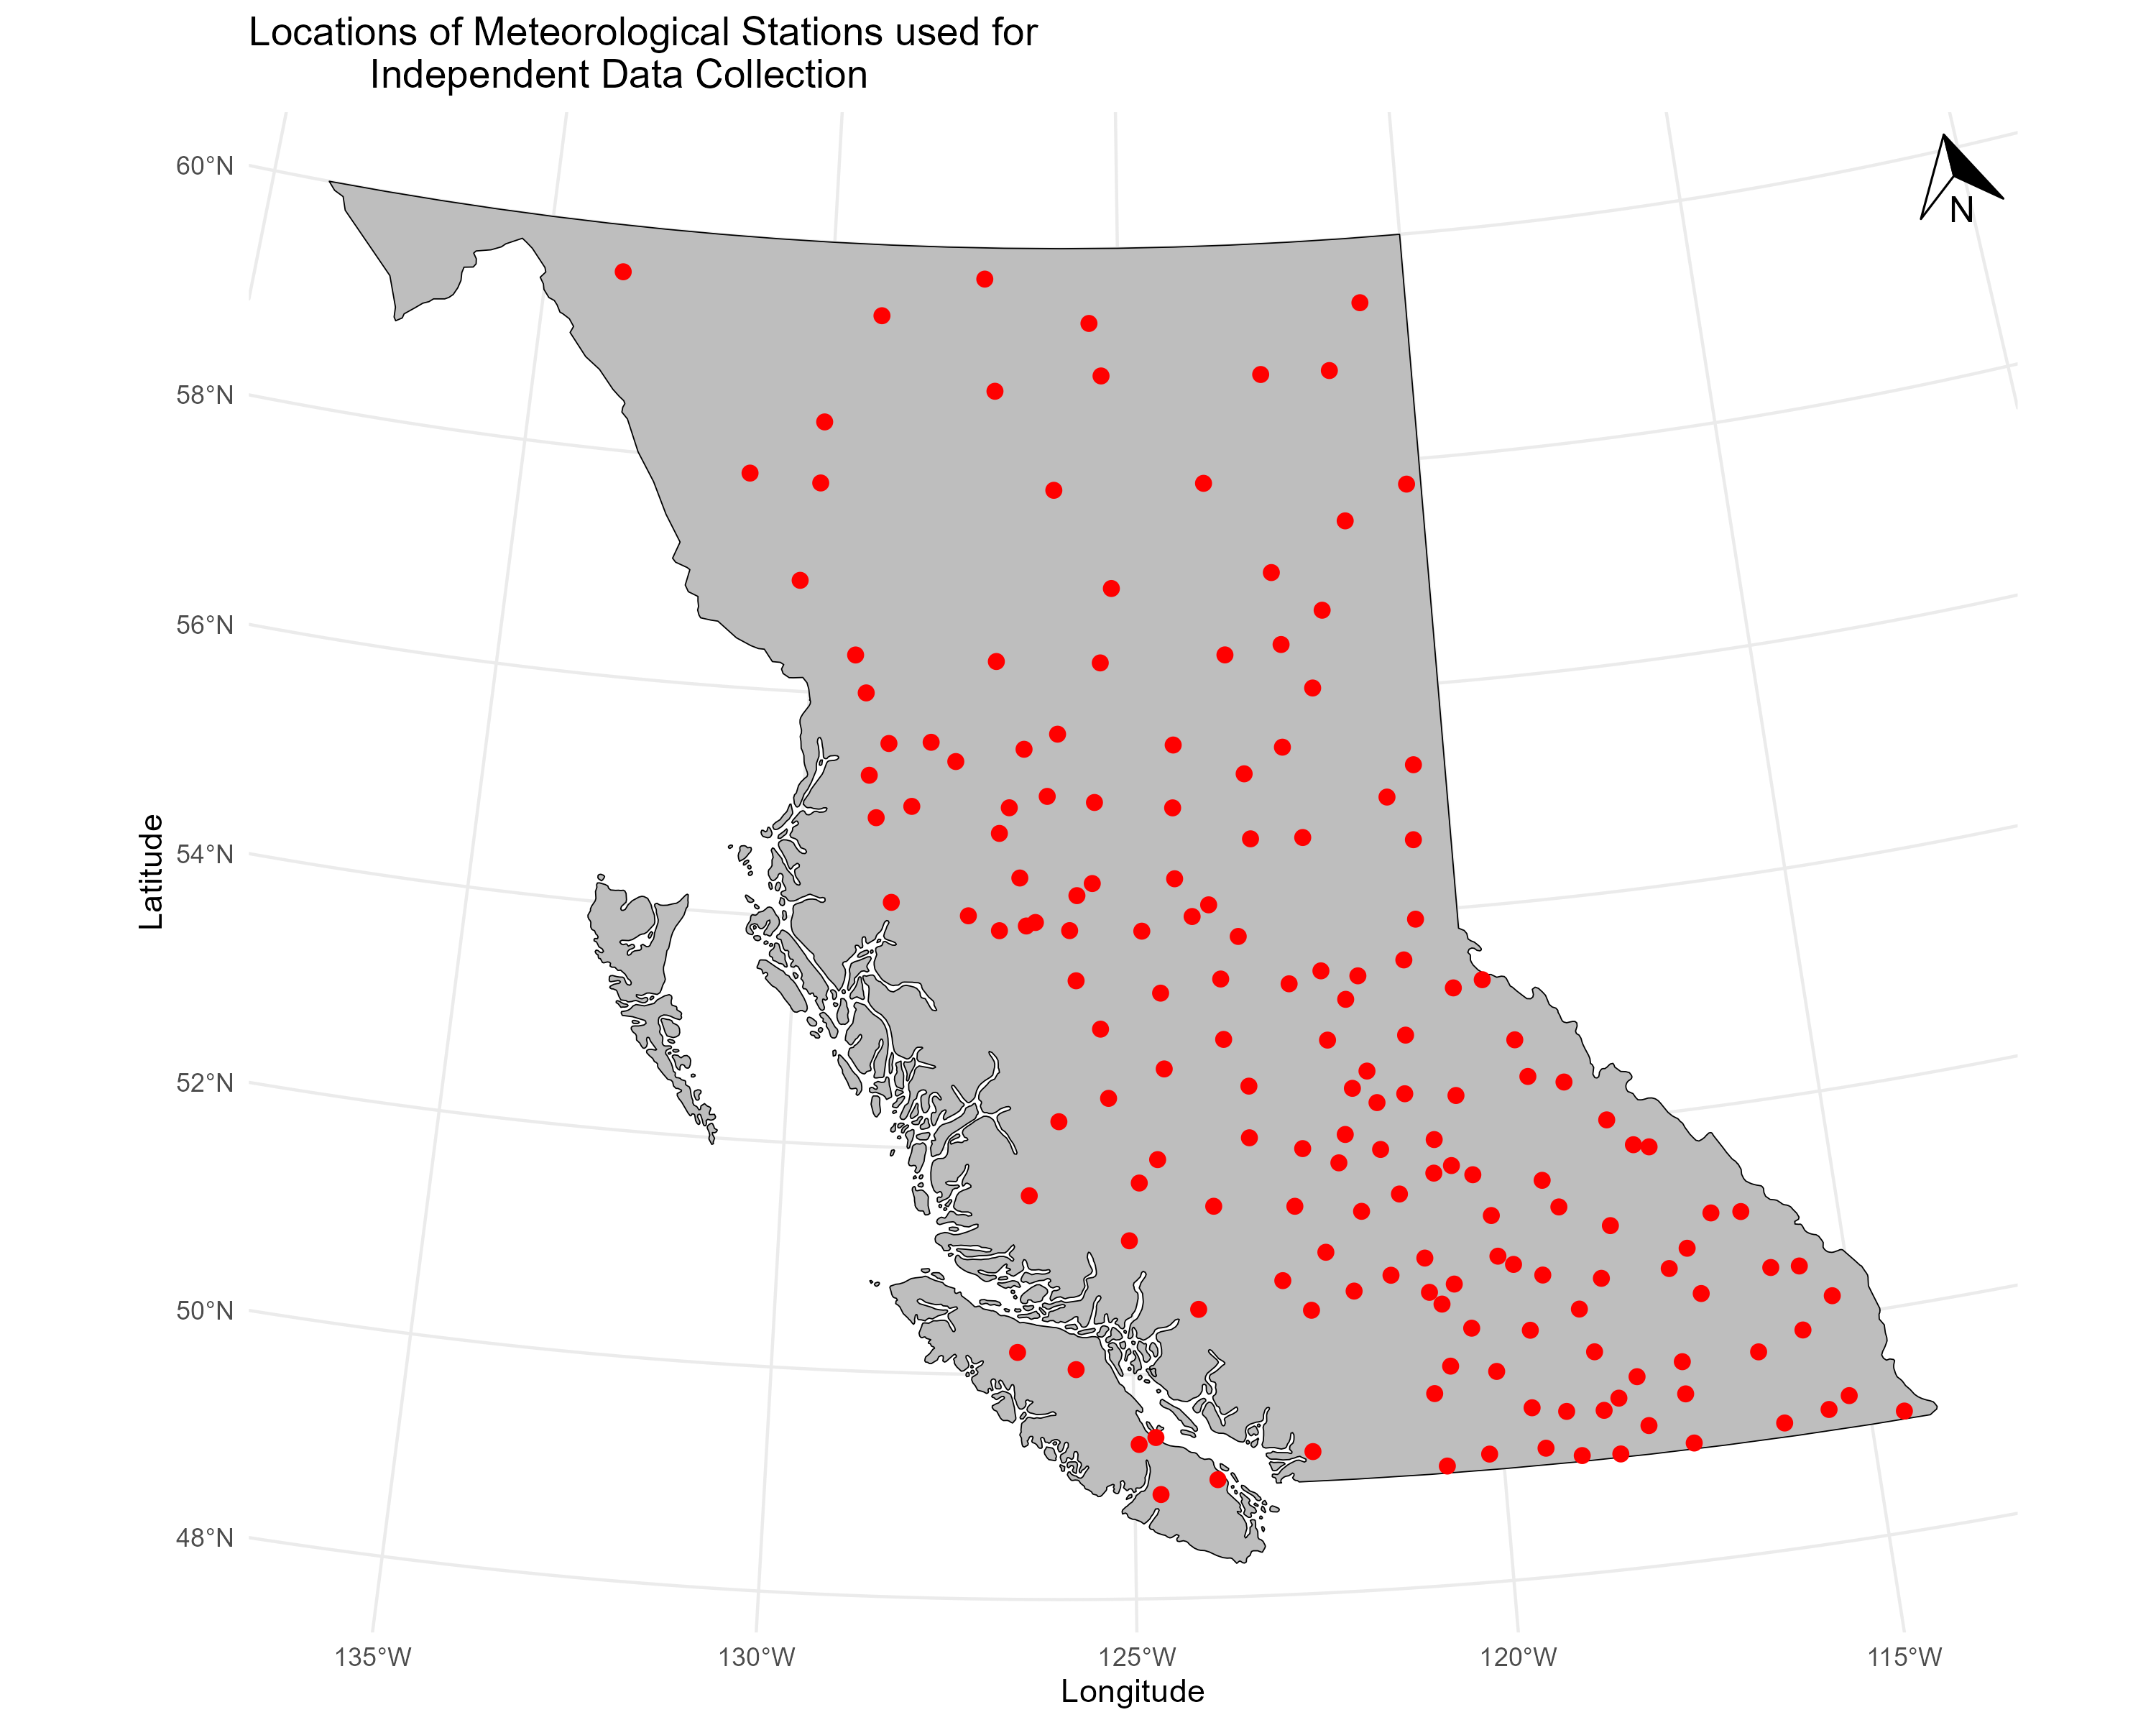 Locations of Meteorological Stations used for
Independent Data Collection
N
60°N
58°N
56°N
54°N
52°N
50°N
48°N
Latitude
135°W 130°W 125°W 120°W 115°W
Longitude